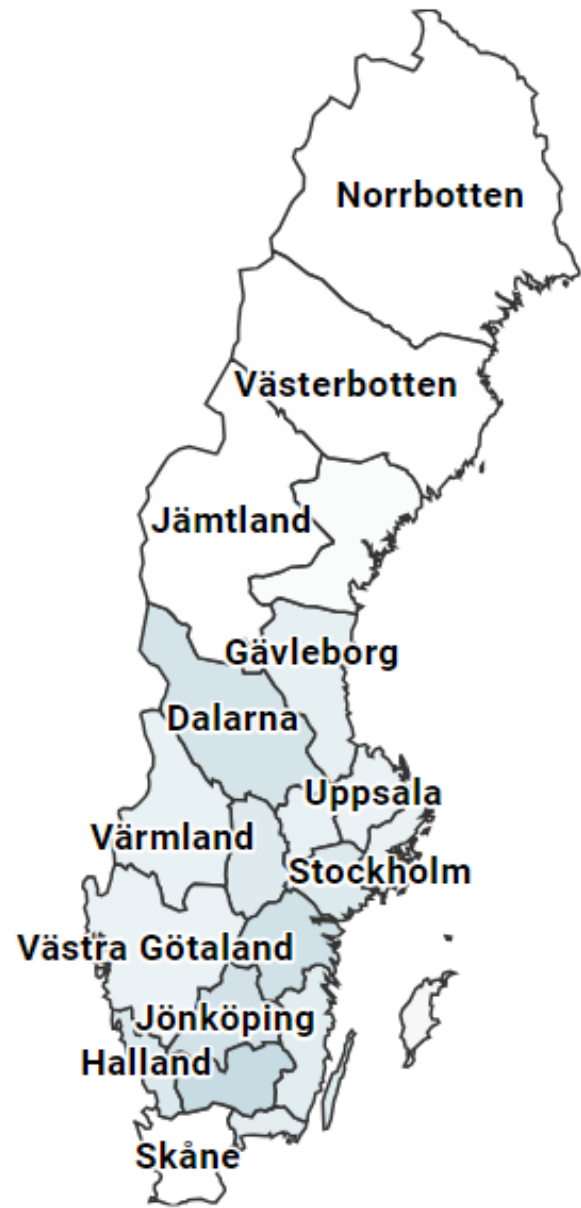 Norrbotten
Västerbotten
Jämtland
Gävleborg
Dalarna
Uppsala
Värmland
Stockholm
Västra Götaland
Jönköping
Halland
Skåne